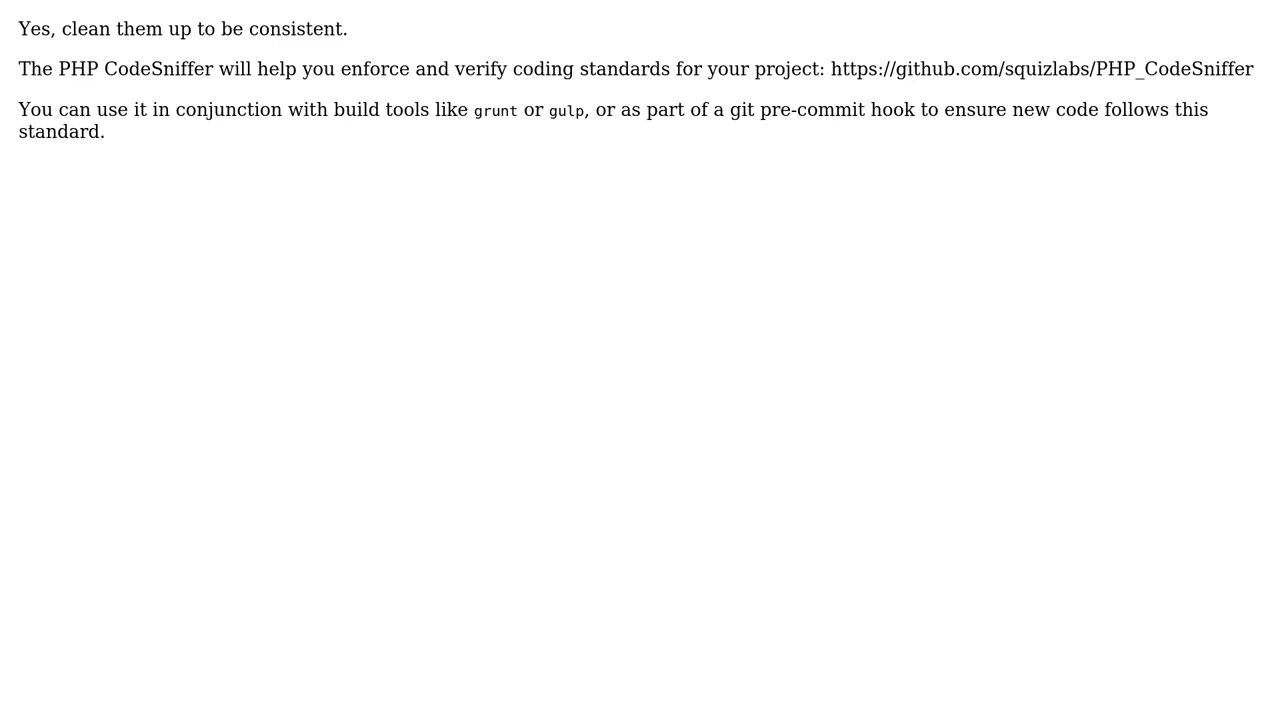 Yes, clean them up to be consistent.
The PHP CodeSniffer will help you enforce and verify coding standards for your project: https://github.com/squizlabs/PHP_CodeSniffer
You can use it in conjunction with build tools like grunt or gulp, or as part of a git pre-commit hook to ensure new code follows this
standard.